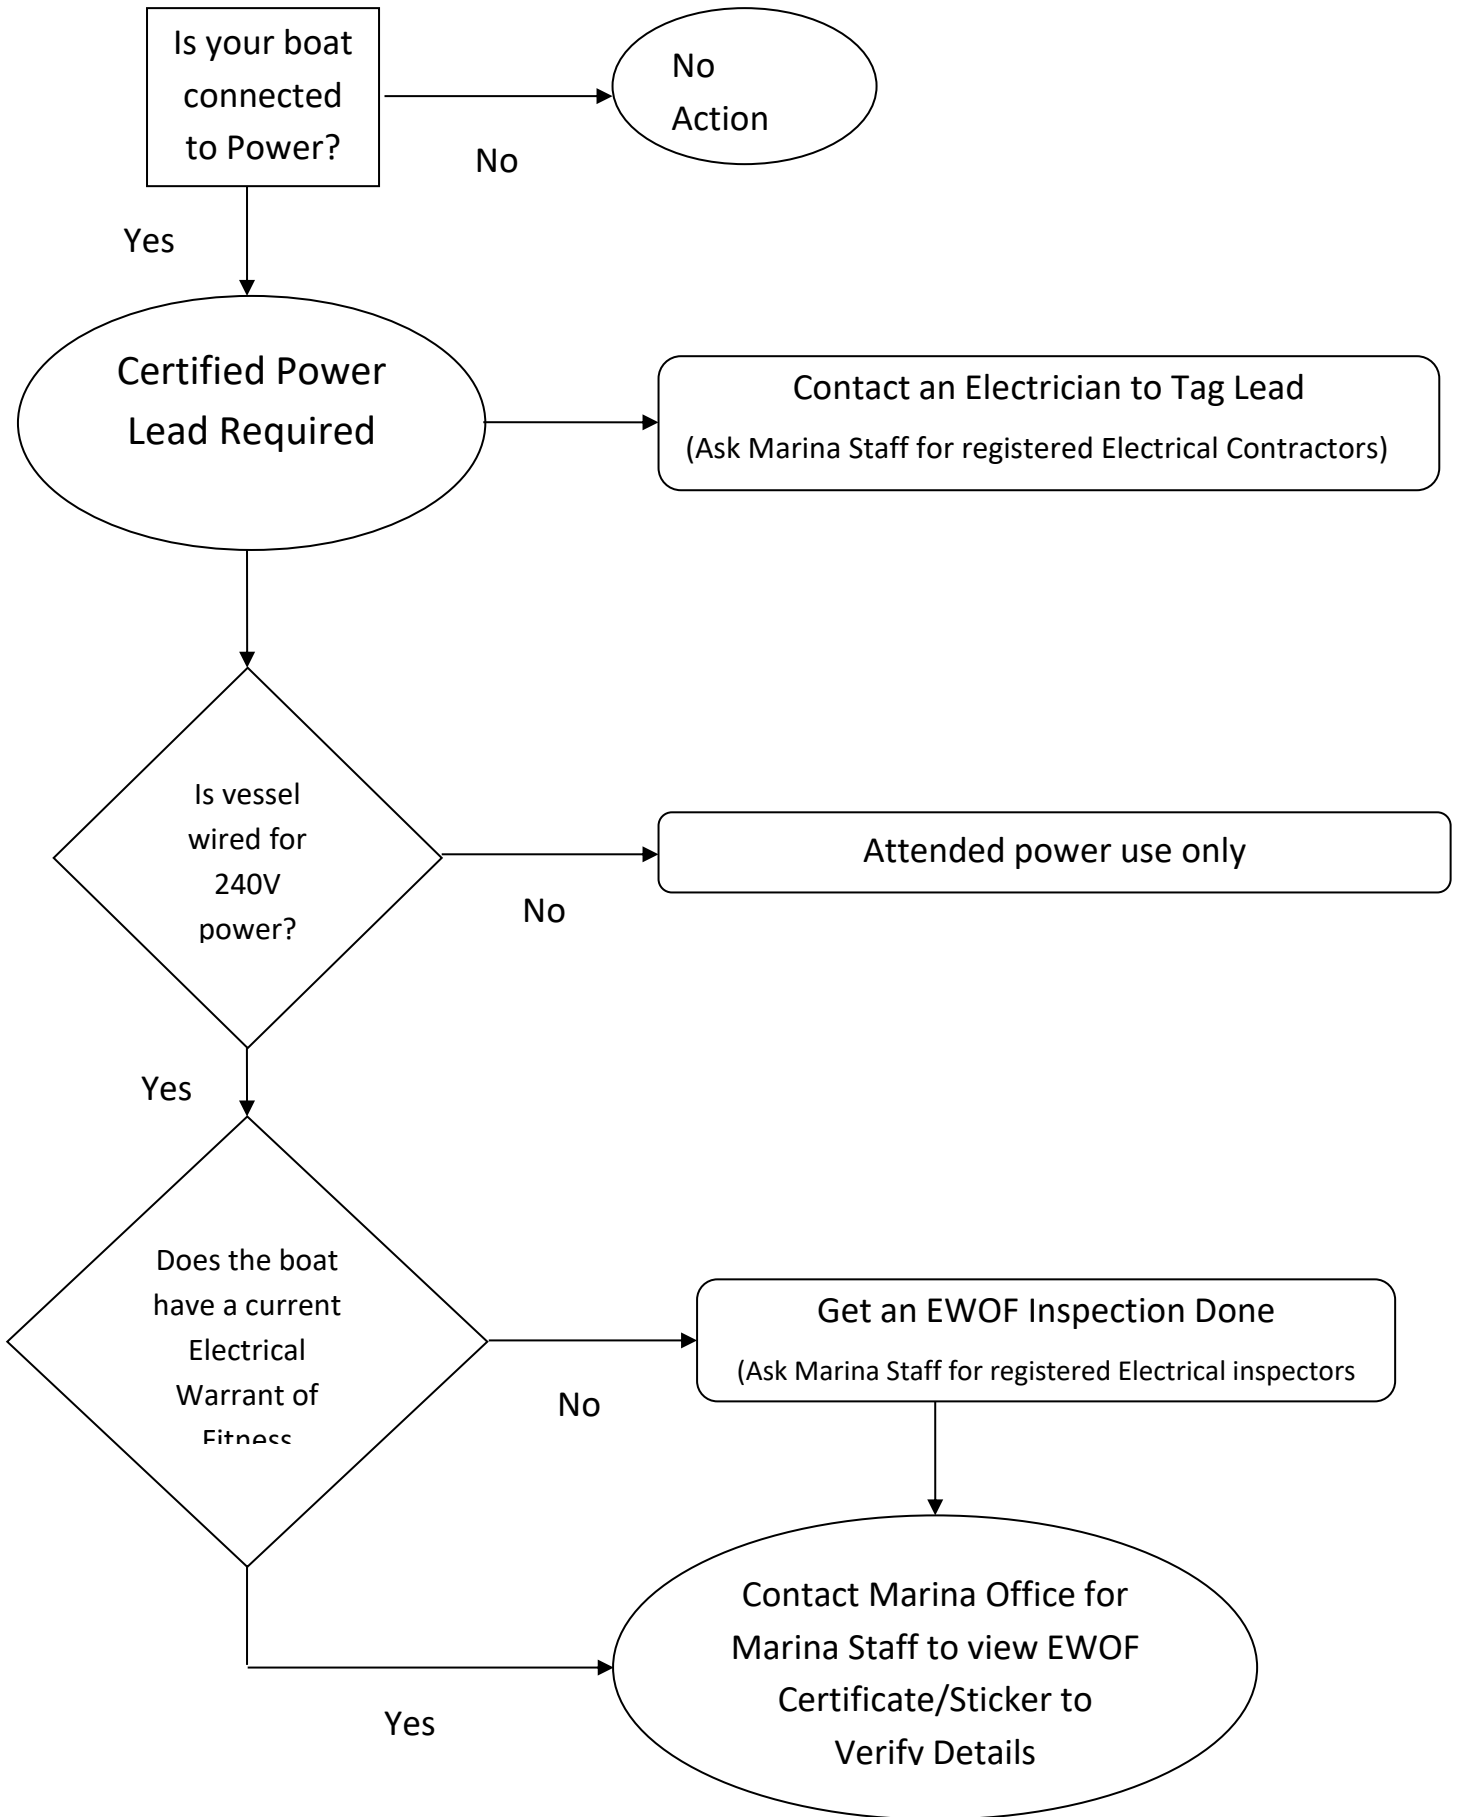 Is your boat
connected
to Power?
No
Action
No
Yes
Certified Power
Lead Required
Contact an Electrician to Tag Lead
(Ask Marina Staff for registered Electrical Contractors)
Is vessel
wired for
240V
power?
Attended power use only
No
Yes
Does the boat
have a current
Electrical
Warrant of
Fitness
Get an EWOF Inspection Done
(Ask Marina Staff for registered Electrical inspectors
No
Contact Marina Office for
Marina Staff to view EWOF
Certificate/Sticker to
Verify Details
Yes